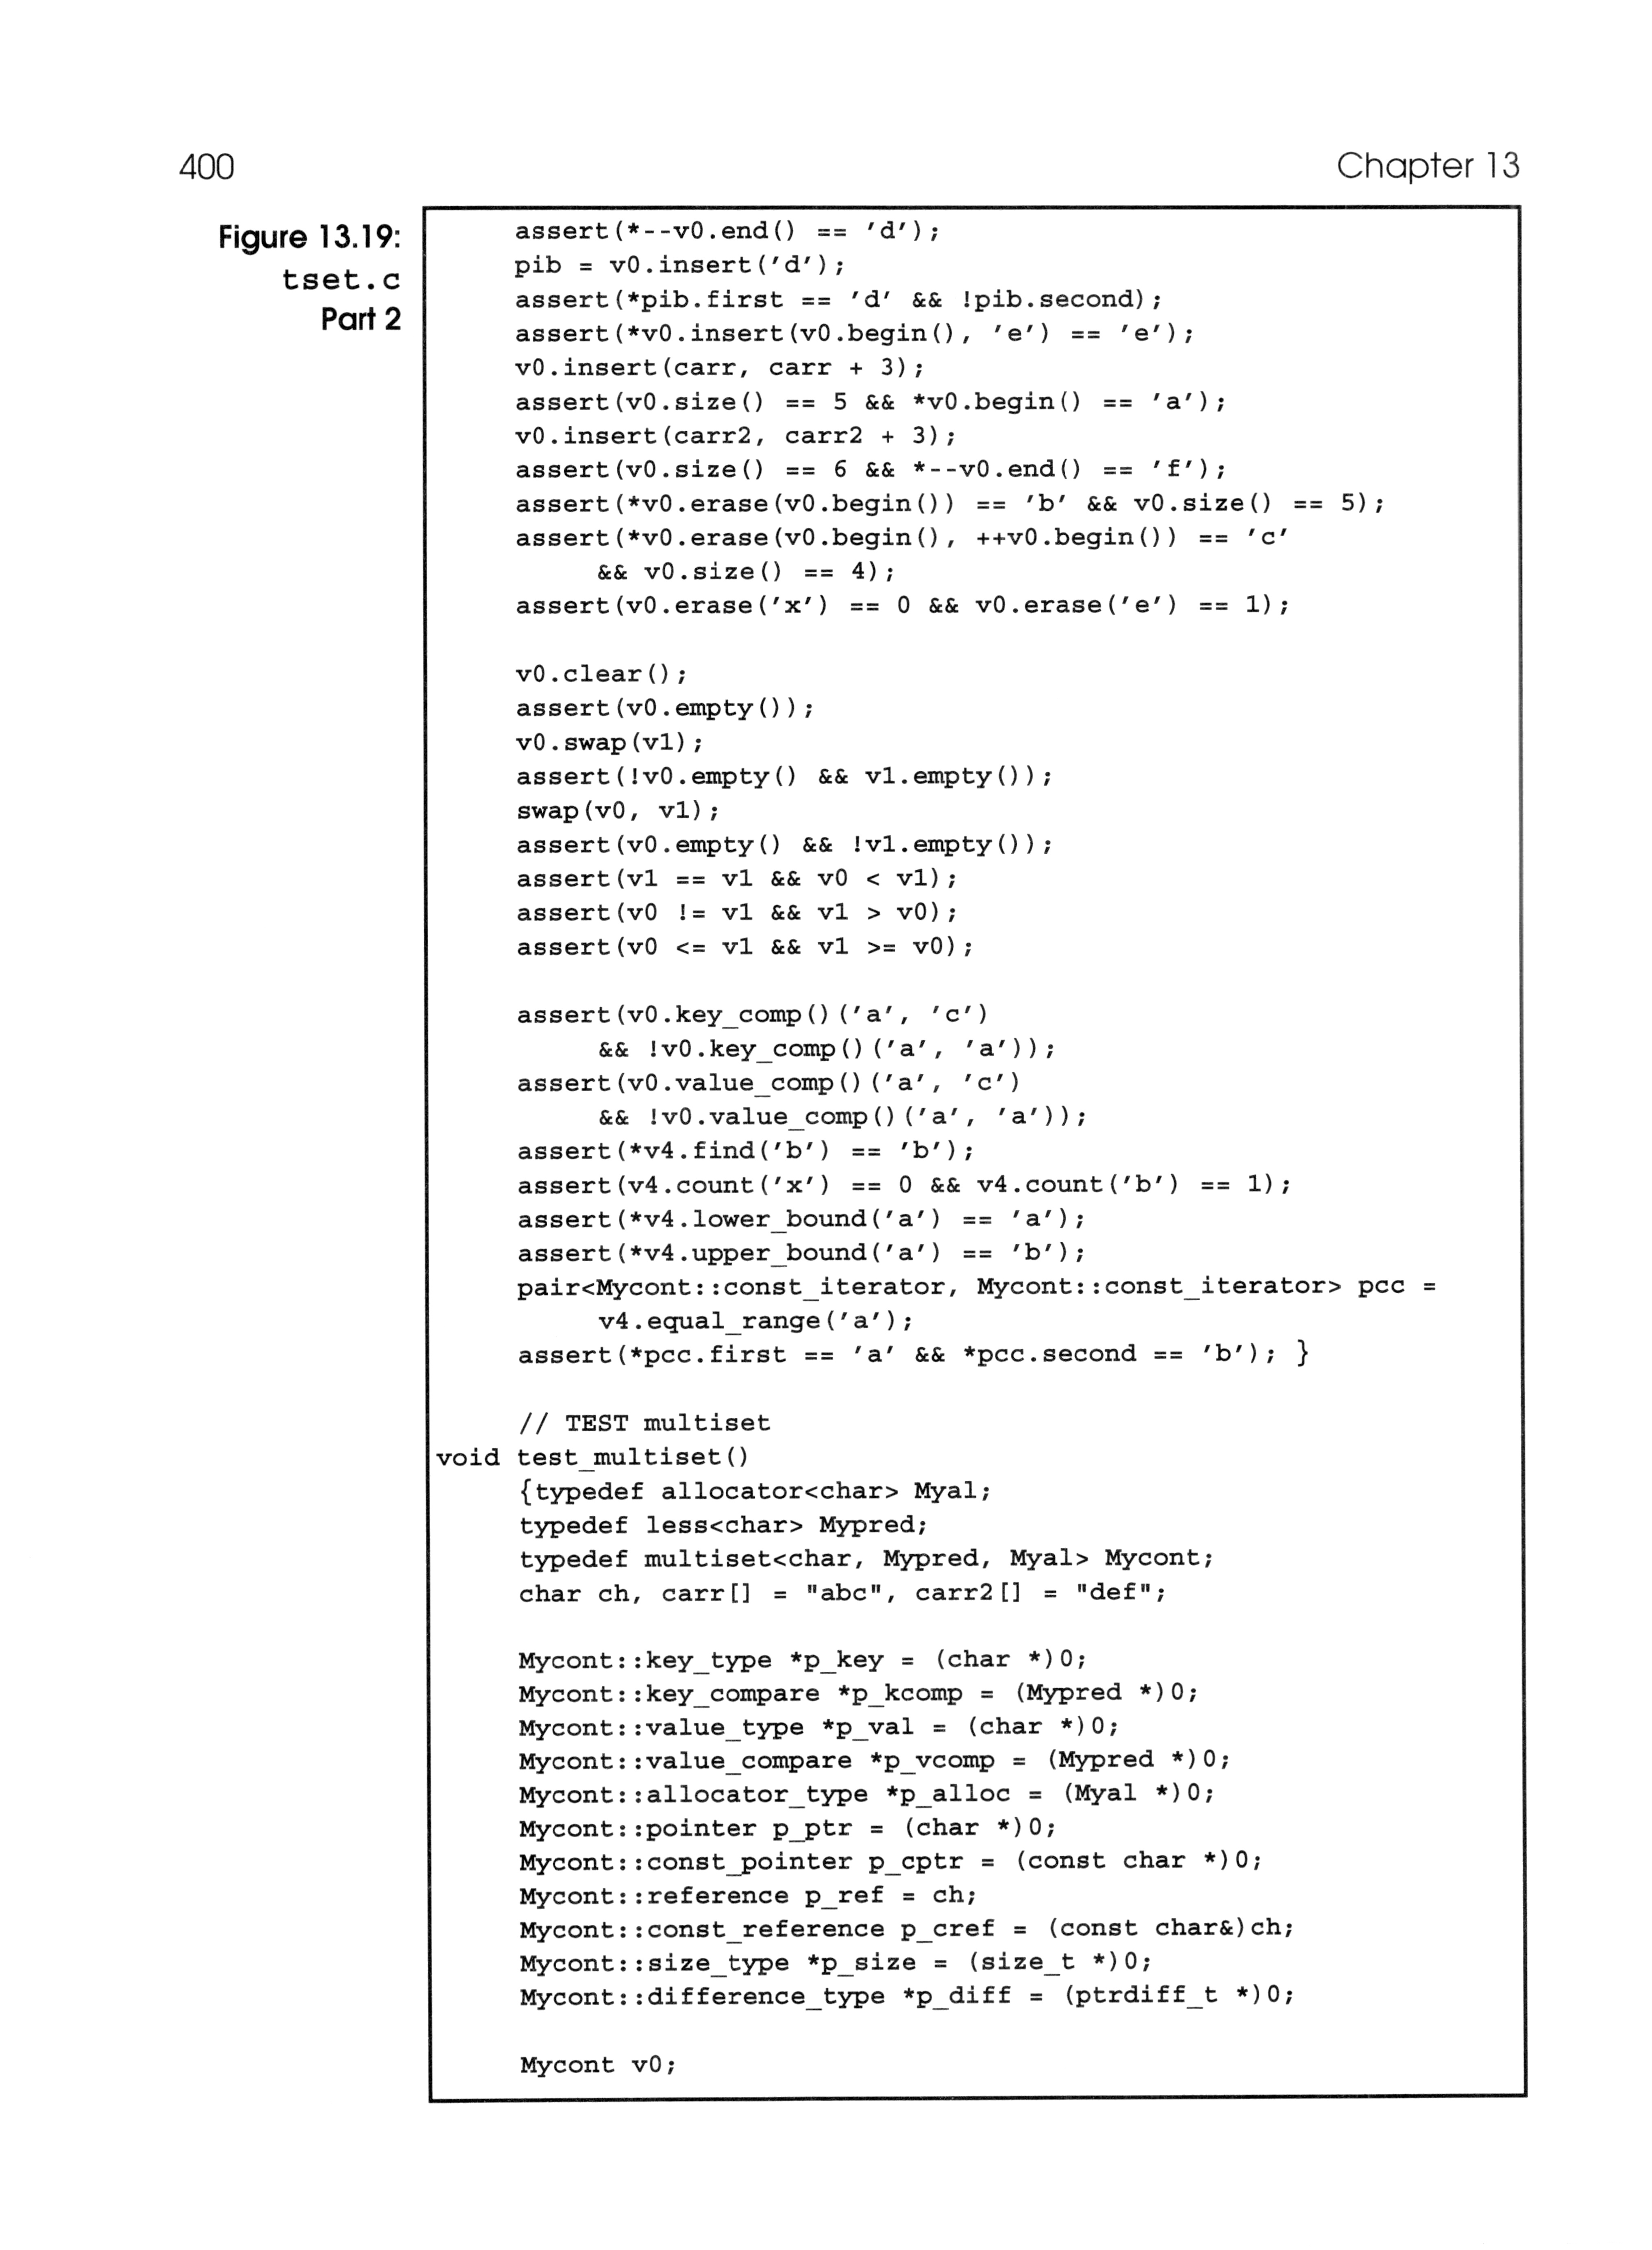 400
Chapter 13
Figure 13.19:
tset.c
Part 2
assert(*--v0.end() == 'd');
pib = v0.insert('d');
assert(*pib.first == 'd' && !pib.second);
assert(*v0.insert(v0.begin(), 'e') == 'e');
v0.insert(carr, carr + 3);
assert(v0.size() == 5 && *v0.begin() == 'a');
v0.insert(carr2, carr2 + 3);
assert(v0.size() == 6 && *--v0.end() == 'f');
assert(*v0.erase(v0.begin()) == 'b' && v0.size() == 5);
assert(*v0.erase(v0.begin(), ++v0.begin()) == 'c'
&& v0.size() == 4);
assert(v0.erase('x') == 0 && v0.erase('e') == 1);
v0.clear();
assert(v0.empty());
v0.swap(v1);
assert(!v0.empty() && v1.empty());
swap(v0, v1);
assert(v0.empty() && !v1.empty());
assert(v1 == v1 && v0 < v1);
assert(v0 != v1 && v1 > v0);
assert(v0 <= v1 && v1 >= v0);
assert(v0.key_comp()('a', 'c')
&& !v0.key_comp()('a', 'a'));
assert(v0.value_comp()('a', 'c')
&& !v0.value_comp()('a', 'a'));
assert(*v4.find('b') == 'b');
assert(v4.count('x') == 0 && v4.count('b') == 1);
assert(*v4.lower_bound('a') == 'a');
assert(*v4.upper_bound('a') == 'b');
pair<Mycont::const_iterator, Mycont::const_iterator> pcc =
v4.equal_range('a');
assert(*pcc.first == 'a' && *pcc.second == 'b'); }
// TEST multiset
void test_multiset()
{typedef allocator<char> Myal;
typedef less<char> Mypred;
typedef multiset<char, Mypred, Myal> Mycont;
char ch, carr[] = "abc", carr2[] = "def";
Mycont::key_type *p_key = (char *)0;
Mycont::key_compare *p_kcomp = (Mypred *)0;
Mycont::value_type *p_val = (char *)0;
Mycont::value_compare *p_vcomp = (Mypred *)0;
Mycont::allocator_type *p_alloc = (Myal *)0;
Mycont::pointer p_ptr = (char *)0;
Mycont::const_pointer p_cptr = (const char *)0;
Mycont::reference p_ref = ch;
Mycont::const_reference p_cref = (const char&)ch;
Mycont::size_type *p_size = (size_t *)0;
Mycont::difference_type *p_diff = (ptrdiff_t *)0;
Mycont v0;